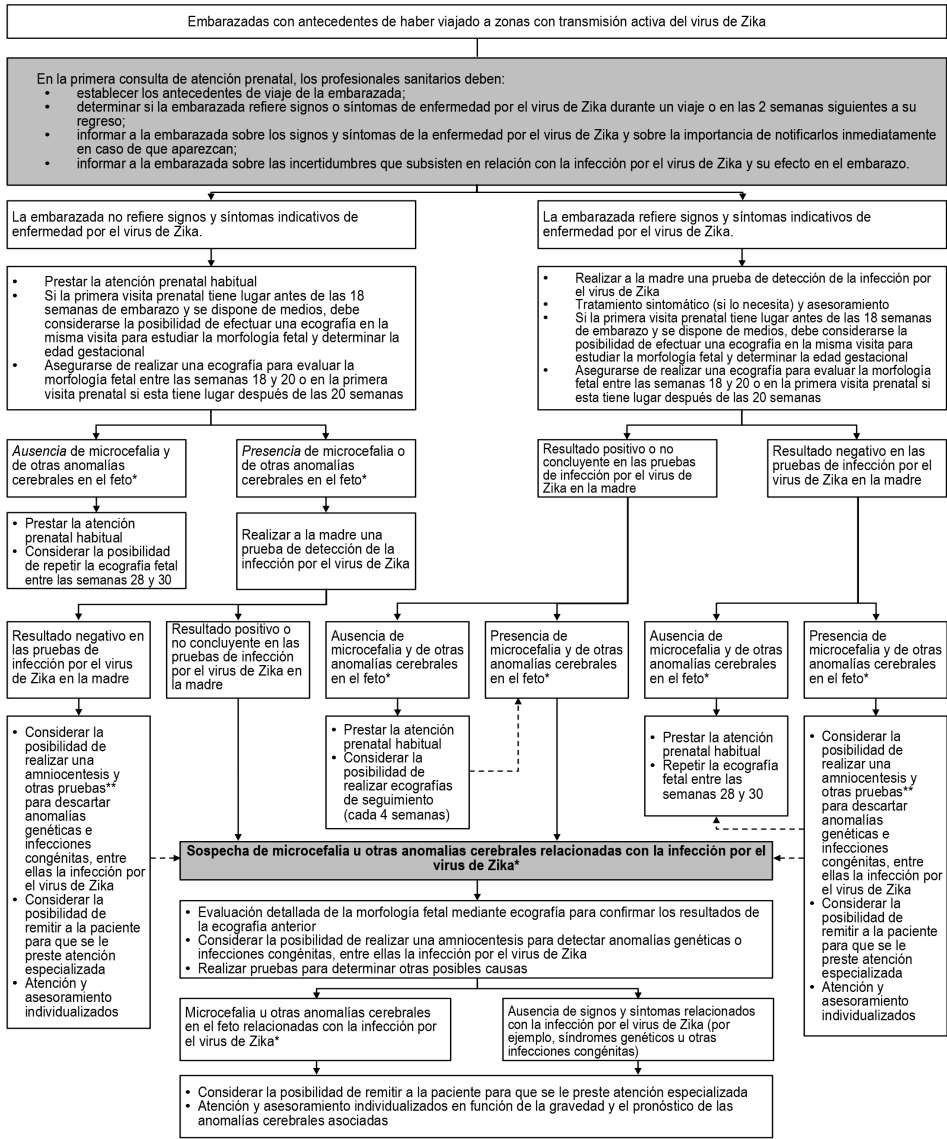 Embarazadas con antecedentes de haber viajado a zonas con transmisión activa del virus de Zika
En la primera consulta de atención prenatal, los profesionales sanitarios deben:
• establecer los antecedentes de viaje de la embarazada;
• determinar si la embarazada refiere signos o síntomas de enfermedad por el virus de Zika durante un viaje o en las 2 semanas siguientes a su
regreso;
• informar a la embarazada sobre los signos y síntomas de la enfermedad por el virus de Zika y sobre la importancia de notificarlos inmediatamente
en caso de que aparezcan;
• informar a la embarazada sobre las incertidumbres que subsisten en relación con la infección por el virus de Zika y su efecto en el embarazo.
La embarazada no refiere signos y síntomas indicativos de
enfermedad por el virus de Zika.
La embarazada refiere signos y síntomas indicativos de
enfermedad por el virus de Zika.
• Prestar la atención prenatal habitual
• Si la primera visita prenatal tiene lugar antes de las 18
semanas de embarazo y se dispone de medios, debe
considerarse la posibilidad de efectuar una ecografía en la
misma visita para estudiar la morfología fetal y determinar la
edad gestacional
• Asegurarse de realizar una ecografía para evaluar la
morfología fetal entre las semanas 18 y 20 o en la primera
visita prenatal si esta tiene lugar después de las 20 semanas
• Realizar a la madre una prueba de detección de la infección por
el virus de Zika
• Tratamiento sintomático (si lo necesita) y asesoramiento
• Si la primera visita prenatal tiene lugar antes de las 18 semanas
de embarazo y se dispone de medios, debe considerarse la
posibilidad de efectuar una ecografía en la misma visita para
estudiar la morfología fetal y determinar la edad gestacional
• Asegurarse de realizar una ecografía para evaluar la morfología
fetal entre las semanas 18 y 20 o en la primera visita prenatal si
esta tiene lugar después de las 20 semanas
Ausencia de microcefalia y
de otras anomalías
cerebrales en el feto*
Presencia de microcefalia o
de otras anomalías
cerebrales en el feto*
Resultado positivo o no
concluyente en las pruebas
de infección por el virus de
Zika en la madre
Resultado negativo en las
pruebas de infección por el
virus de Zika en la madre
• Prestar la atención
prenatal habitual
• Considerar la posibilidad
de repetir la ecografía fetal
entre las semanas 28 y 30
Realizar a la madre una
prueba de detección de la
infección por el virus de Zika
Resultado negativo en
las pruebas de
infección por el virus
de Zika en la madre
Resultado positivo o
no concluyente en las
pruebas de infección
por el virus de Zika en
la madre
Ausencia de
microcefalia y de otras
anomalías cerebrales
en el feto*
Presencia de
microcefalia y de otras
anomalías cerebrales
en el feto*
Ausencia de
microcefalia y de otras
anomalías cerebrales
en el feto*
Presencia de
microcefalia y de otras
anomalías cerebrales
en el feto*
• Considerar la
posibilidad de
realizar una
amniocentesis y
otras pruebas**
para descartar
anomalías
genéticas e
infecciones
congénitas, entre
ellas la infección por
el virus de Zika
• Considerar la
posibilidad de
remitir a la paciente
para que se le
preste atención
especializada
• Atención y
asesoramiento
individualizados
• Prestar la atención
prenatal habitual
• Considerar la
posibilidad de
realizar ecografías
de seguimiento
(cada 4 semanas)
• Prestar la atención
prenatal habitual
• Repetir la ecografía
fetal entre las
semanas 28 y 30
• Considerar la
posibilidad de
realizar una
amniocentesis y
otras pruebas**
para descartar
anomalías
genéticas e
infecciones
congénitas, entre
ellas la infección por
el virus de Zika
• Considerar la
posibilidad de
remitir a la paciente
para que se le
preste atención
especializada
• Atención y
asesoramiento
individualizados
Sospecha de microcefalia u otras anomalías cerebrales relacionadas con la infección por el
virus de Zika*
• Evaluación detallada de la morfología fetal mediante ecografía para confirmar los resultados de
la ecografía anterior
• Considerar la posibilidad de realizar una amniocentesis para detectar anomalías genéticas o
infecciones congénitas, entre ellas la infección por el virus de Zika
• Realizar pruebas para determinar otras posibles causas
Microcefalia u otras anomalías cerebrales
en el feto relacionadas con la infección por
el virus de Zika*
Ausencia de signos y síntomas relacionados
con la infección por el virus de Zika (por
ejemplo, síndromes genéticos u otras
infecciones congénitas)
• Considerar la posibilidad de remitir a la paciente para que se le preste atención especializada
• Atención y asesoramiento individualizados en función de la gravedad y el pronóstico de las
anomalías cerebrales asociadas